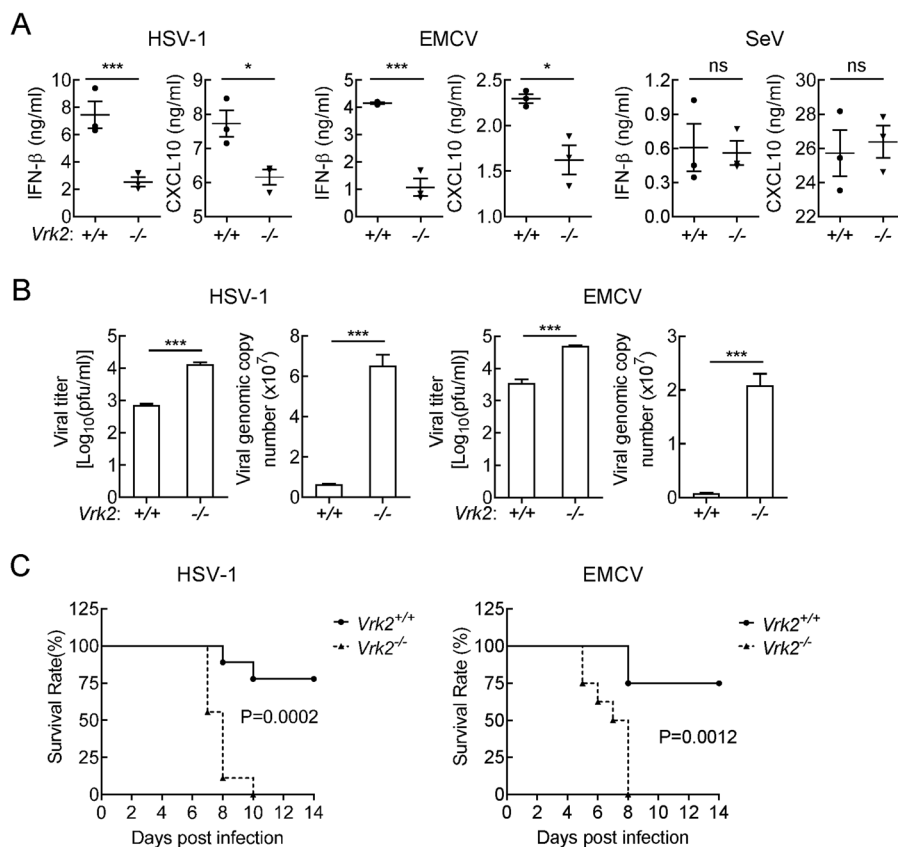 A
HSV-1
EMCV
SeV
*** * *** * ns ns
IFN-β (ng/ml)
10
8
6
4
2
0
CXCL10 (ng/ml)
9
8
7
6
5
IFN-β (ng/ml)
5
4
3
2
1
0
CXCL10 (ng/ml)
2.5
2.0
1.5
1.0
IFN-β (ng/ml)
1.2
0.9
0.6
0.3
0.0
CXCL10 (ng/ml)
30
28
26
24
22
Vrk2: +/+ -/- +/+ -/- +/+ -/- +/+ -/- +/+ -/- +/+ -/-
B
HSV-1
EMCV
*** *** *** ***
Viral titer
[Log10(pfu/ml)]
5
4
3
2
1
0
Viral genomic copy
number (x10^7)
8
6
4
2
0
Viral titer
[Log10(pfu/ml)]
5
4
3
2
1
0
Viral genomic copy
number (x10^7)
3
2
1
0
Vrk2: +/+ -/- +/+ -/- Vrk2: +/+ -/- +/+ -/-
C
HSV-1
Survival Rate(%)
125
100
75
50
25
0
0 2 4 6 8 10 12 14
Days post infection
Vrk2+/+
Vrk2-/-
P=0.0002
EMCV
Survival Rate (%)
125
100
75
50
25
0
0 2 4 6 8 10 12 14
Days post infection
Vrk2+/+
Vrk2-/-
P=0.0012